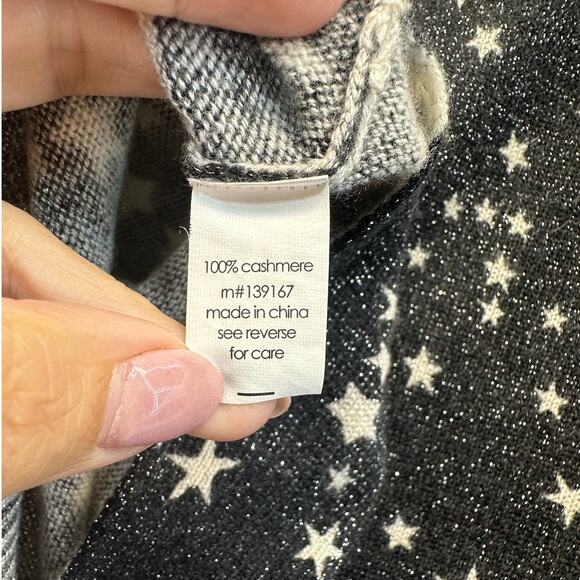 100% cashmere
rn#139167
made in china
see reverse
for care